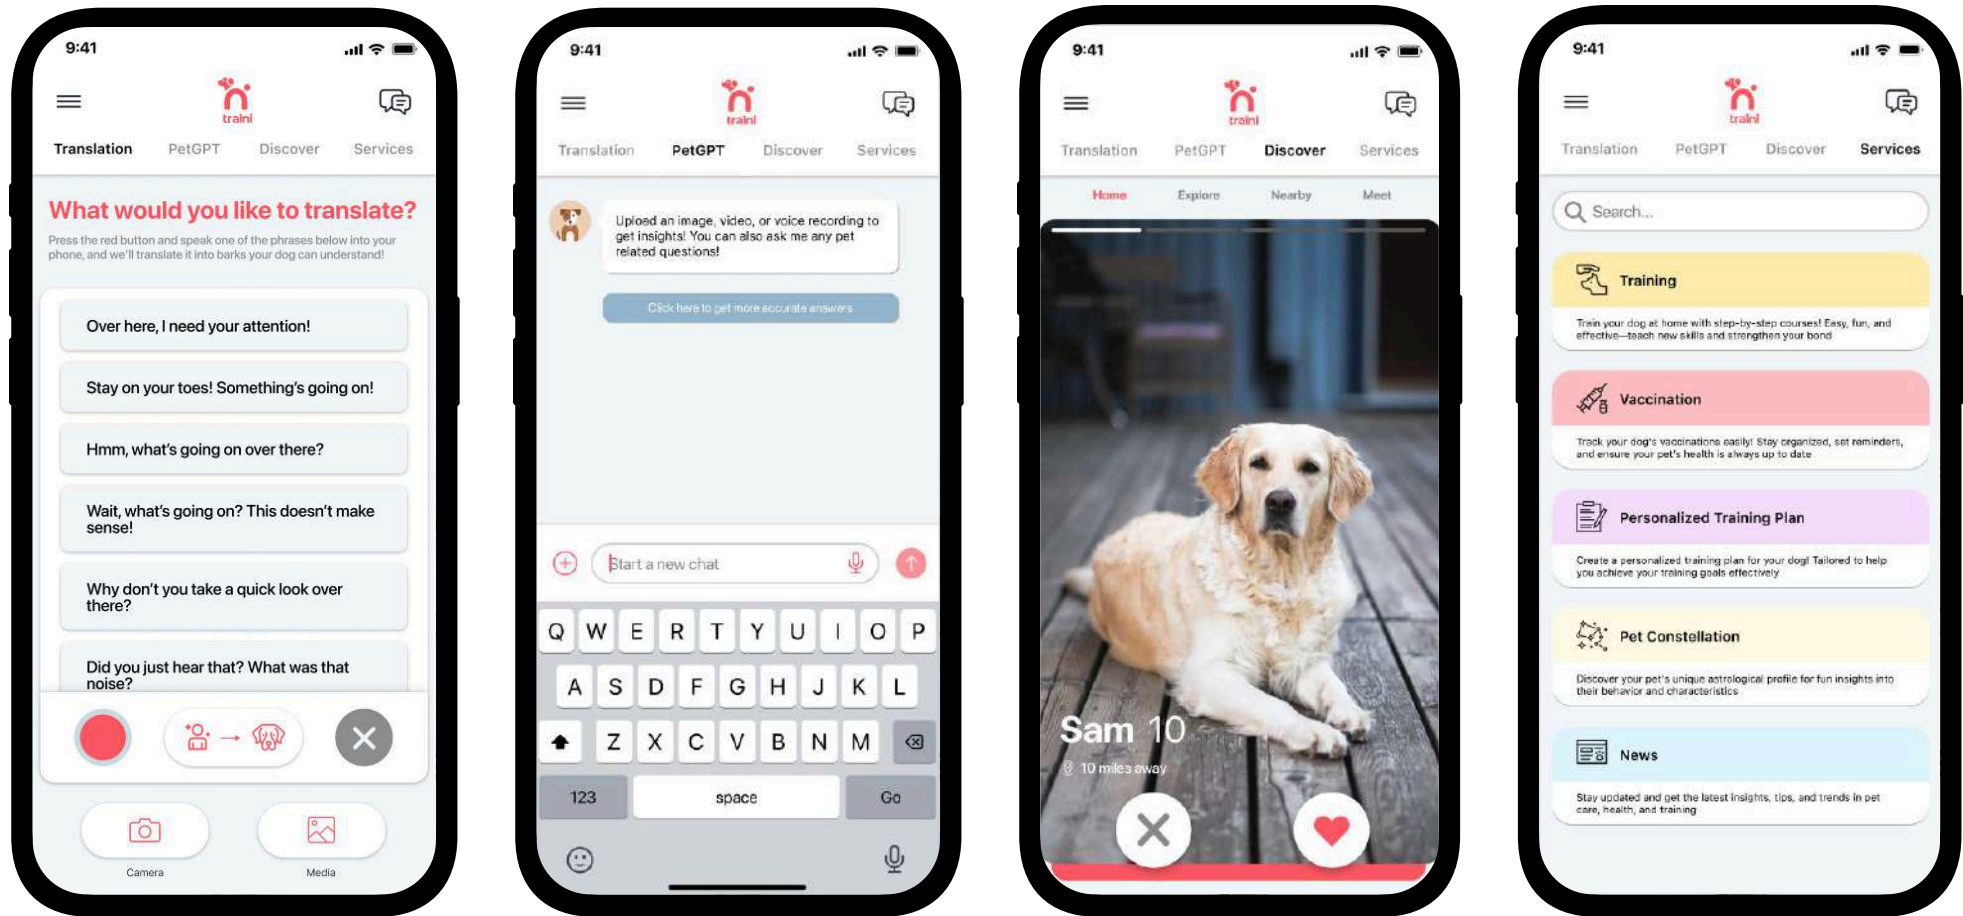 9:41
traini
Translation PetGPT Discover Services
What would you like to translate?
Press the red button and speak one of the phrases below into your
phone, and we'll translate it into barks your dog can understand!
Over here, I need your attention!
Stay on your toes! Something's going on!
Hmm, what's going on over there?
Wait, what's going on? This doesn't make
sense!
Why don't you take a quick look over
there?
Did you just hear that? What was that
noise?
Camera Media
9:41
traini
Translation PetGPT Discover Services
Upload an image, video, or voice recording to
get insights! You can also ask me any pet
related questions!
Click here to get more accurate answers
Start a new chat
Q W E R T Y U I O P
A S D F G H J K L
Z X C V B N M
123 space Go
9:41
traini
Translation PetGPT Discover Services
Home Explore Nearby Meet
Sam 10
10 miles away
9:41
traini
Translation PetGPT Discover Services
Search...
Training
Train your dog at home with step-by-step courses! Easy, fun, and
effective—teach new skills and strengthen your bond
Vaccination
Track your dog's vaccinations easily! Stay organized, set reminders,
and ensure your pet's health is always up to date
Personalized Training Plan
Create a personalized training plan for your dog! Tailored to help
you achieve your training goals effectively
Pet Constellation
Discover your pet's unique astrological profile for fun insights into
their behavior and characteristics
News
Stay updated and get the latest insights, tips, and trends in pet
care, health, and training